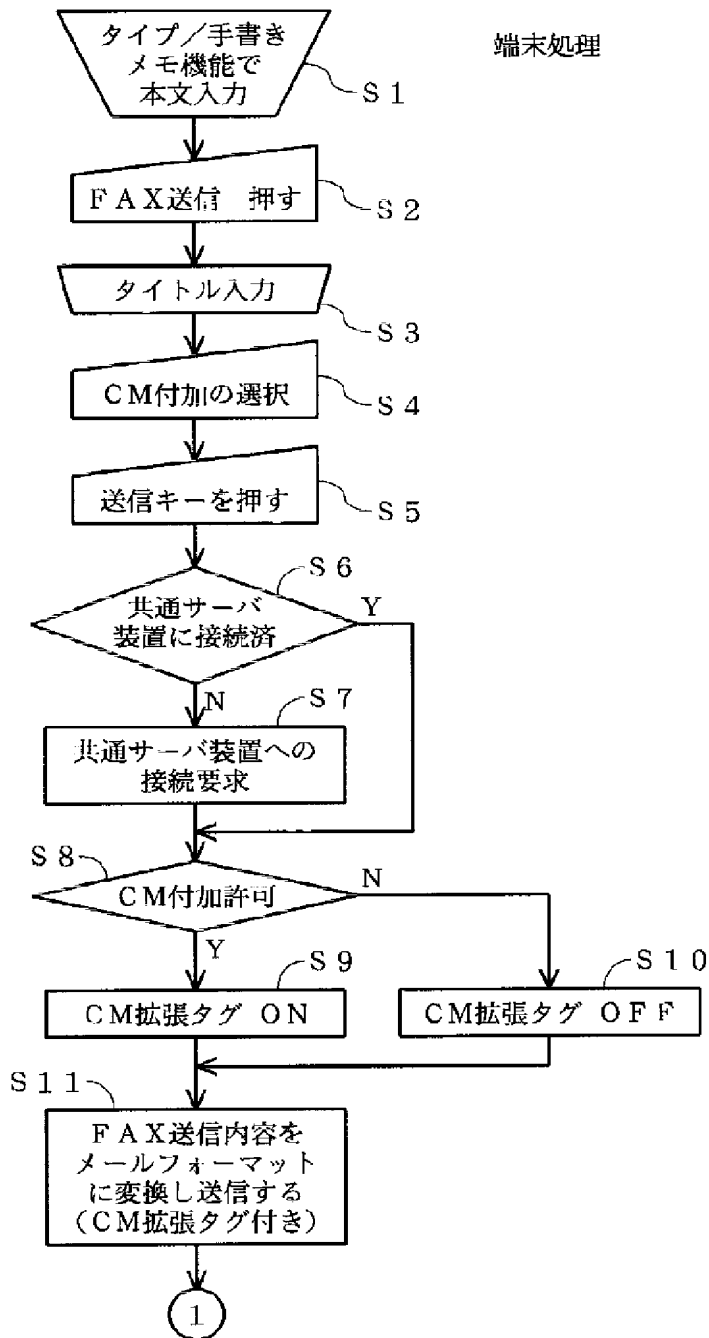 端末処理
タイプ／手書き
メモ機能で
本文入力
Ｓ１
ＦＡＸ送信　押す
Ｓ２
タイトル入力
Ｓ３
ＣＭ付加の選択
Ｓ４
送信キーを押す
Ｓ５
Ｓ６
共通サーバ
装置に接続済
Ｙ
Ｎ
Ｓ７
共通サーバ装置への
接続要求
Ｓ８
ＣＭ付加許可
Ｎ
Ｙ
Ｓ９
ＣＭ拡張タグ ＯＮ
Ｓ１０
ＣＭ拡張タグ ＯＦＦ
Ｓ１１
ＦＡＸ送信内容を
メールフォーマット
に変換し送信する
（ＣＭ拡張タグ付き）
1